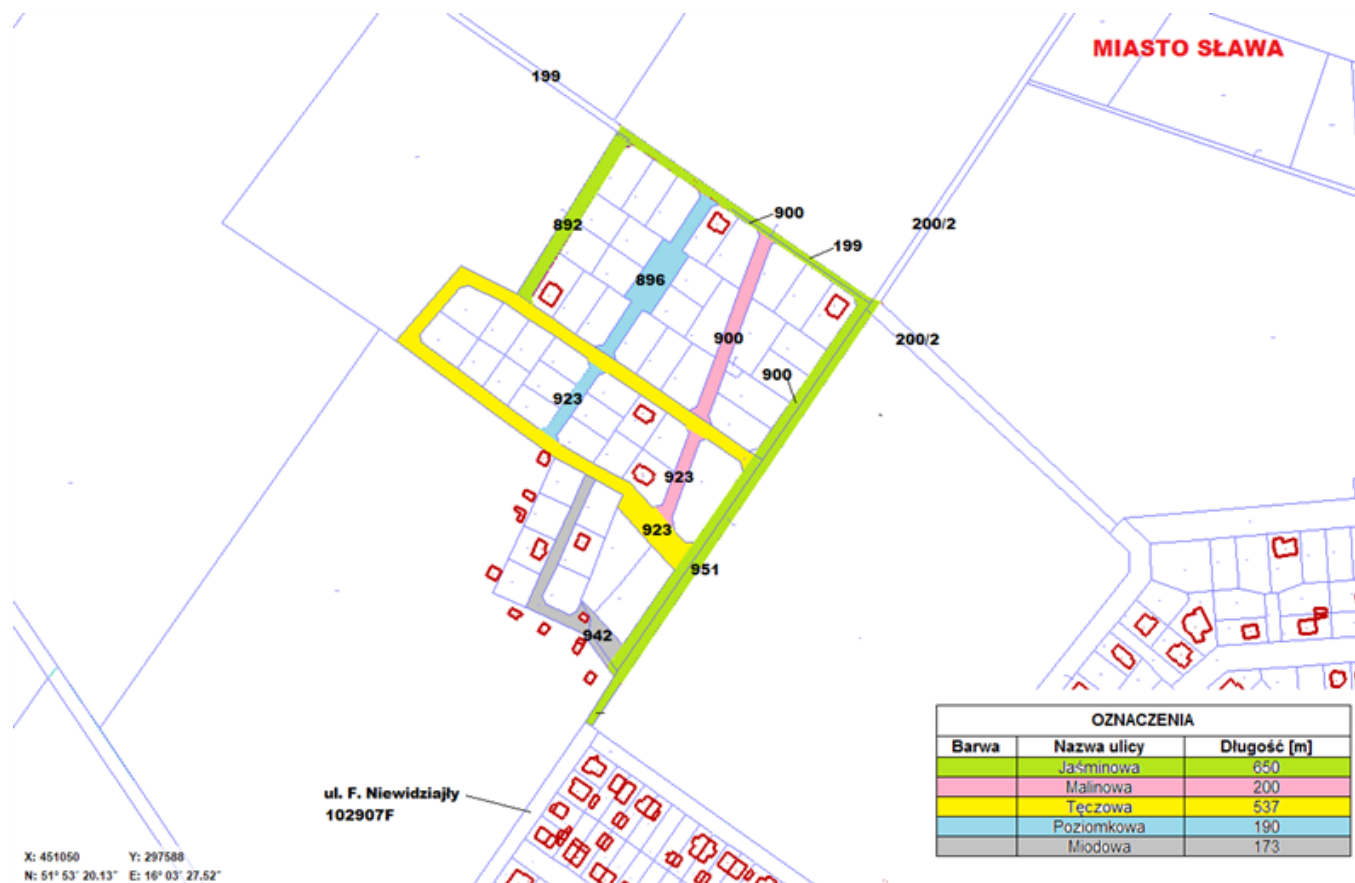 MIASTO SŁAWA
199
900
892
200/2
199
896
900
200/2
900
923
923
923
951
942
ul. F. Niewidziajły
102907F
OZNACZENIA
Barwa Nazwa ulicy Długość [m]
Jaśminowa 650
Malinowa 200
Tęczowa 537
Poziomkowa 190
Miodowa 173
X: 451050 Y: 297588
N: 51° 53' 20.13" E: 16° 03' 27.52"